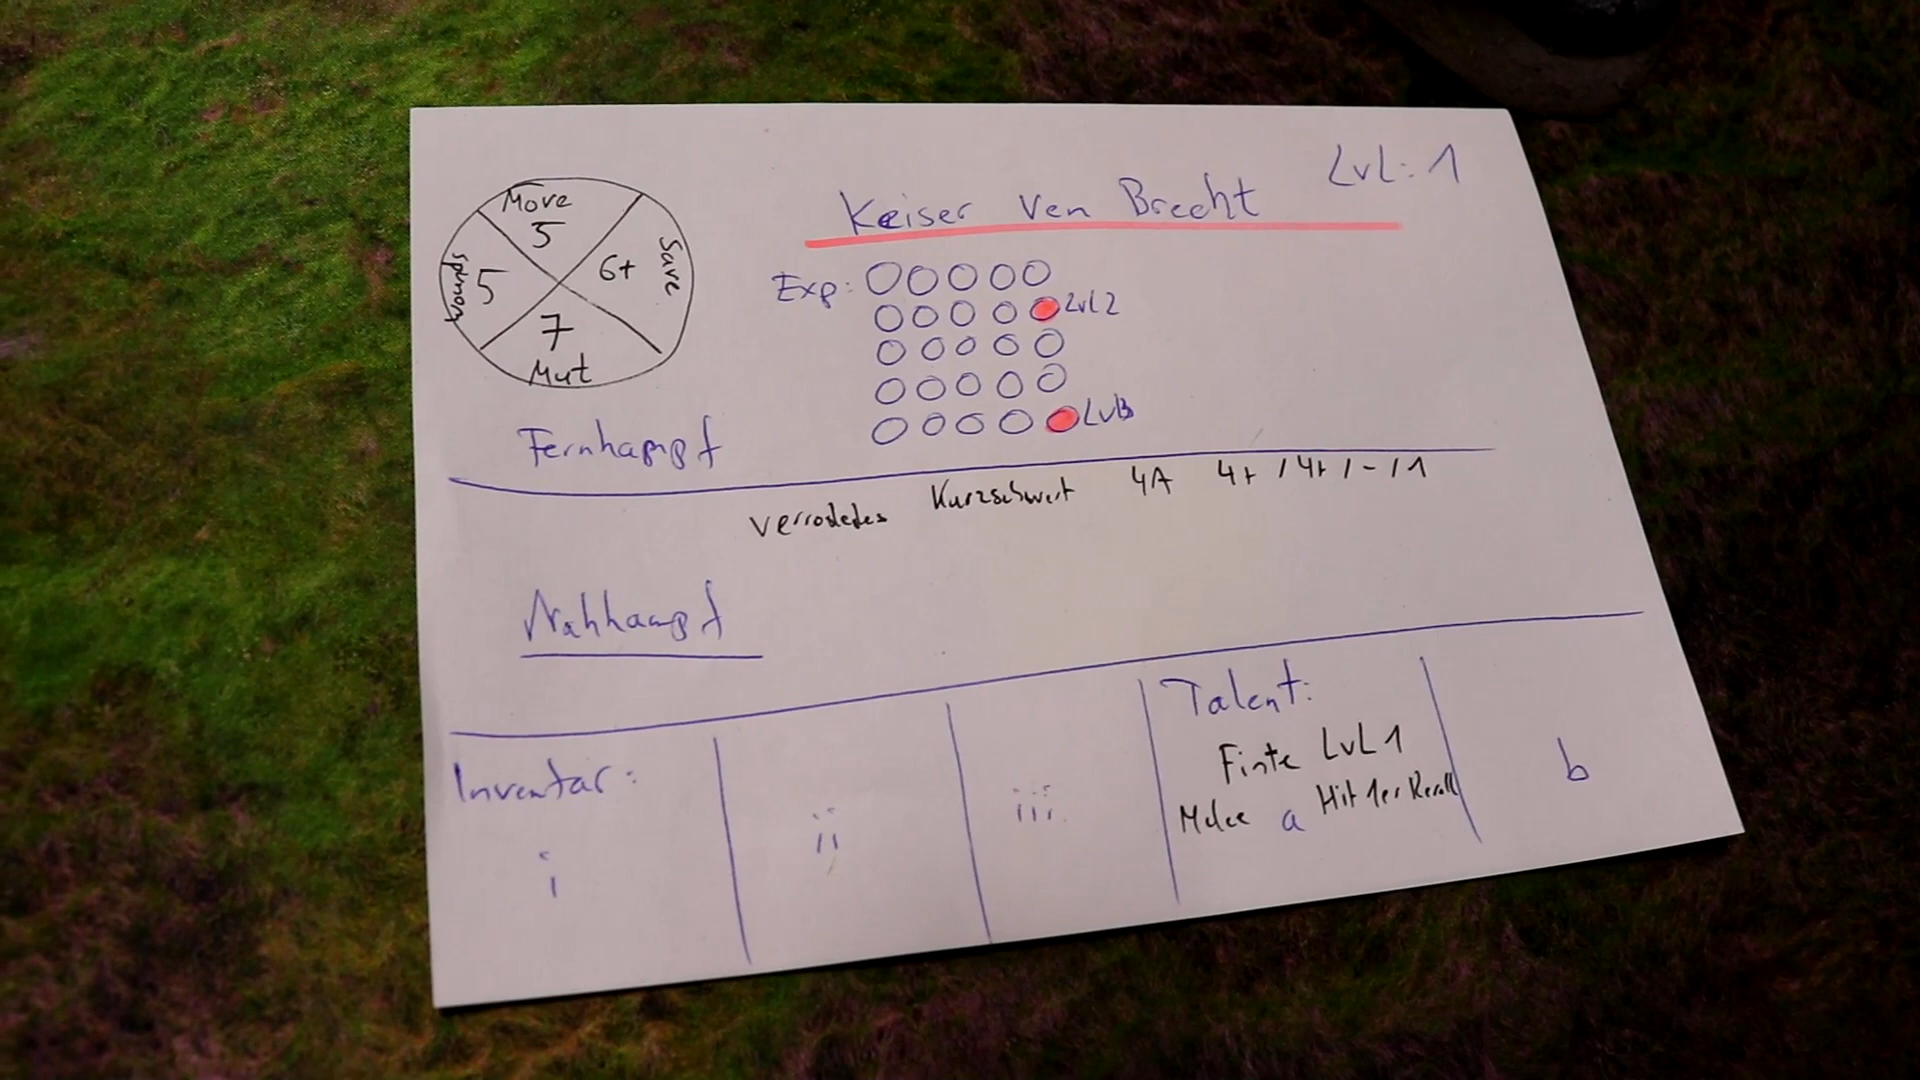 Keiser Ven Brecht
LvL: 1
Move
5
6+
Save
sprung
5
7
Mut
Exp:
LvL2
LvL3
Fernkampf
verrostetes Kurzschwert 4A 4+ / 4+ / - / 1
Nahkampf
Inventar:
i
ii
iii
Talent:
Finte LvL 1
Melee a Hit 1er Reroll
b